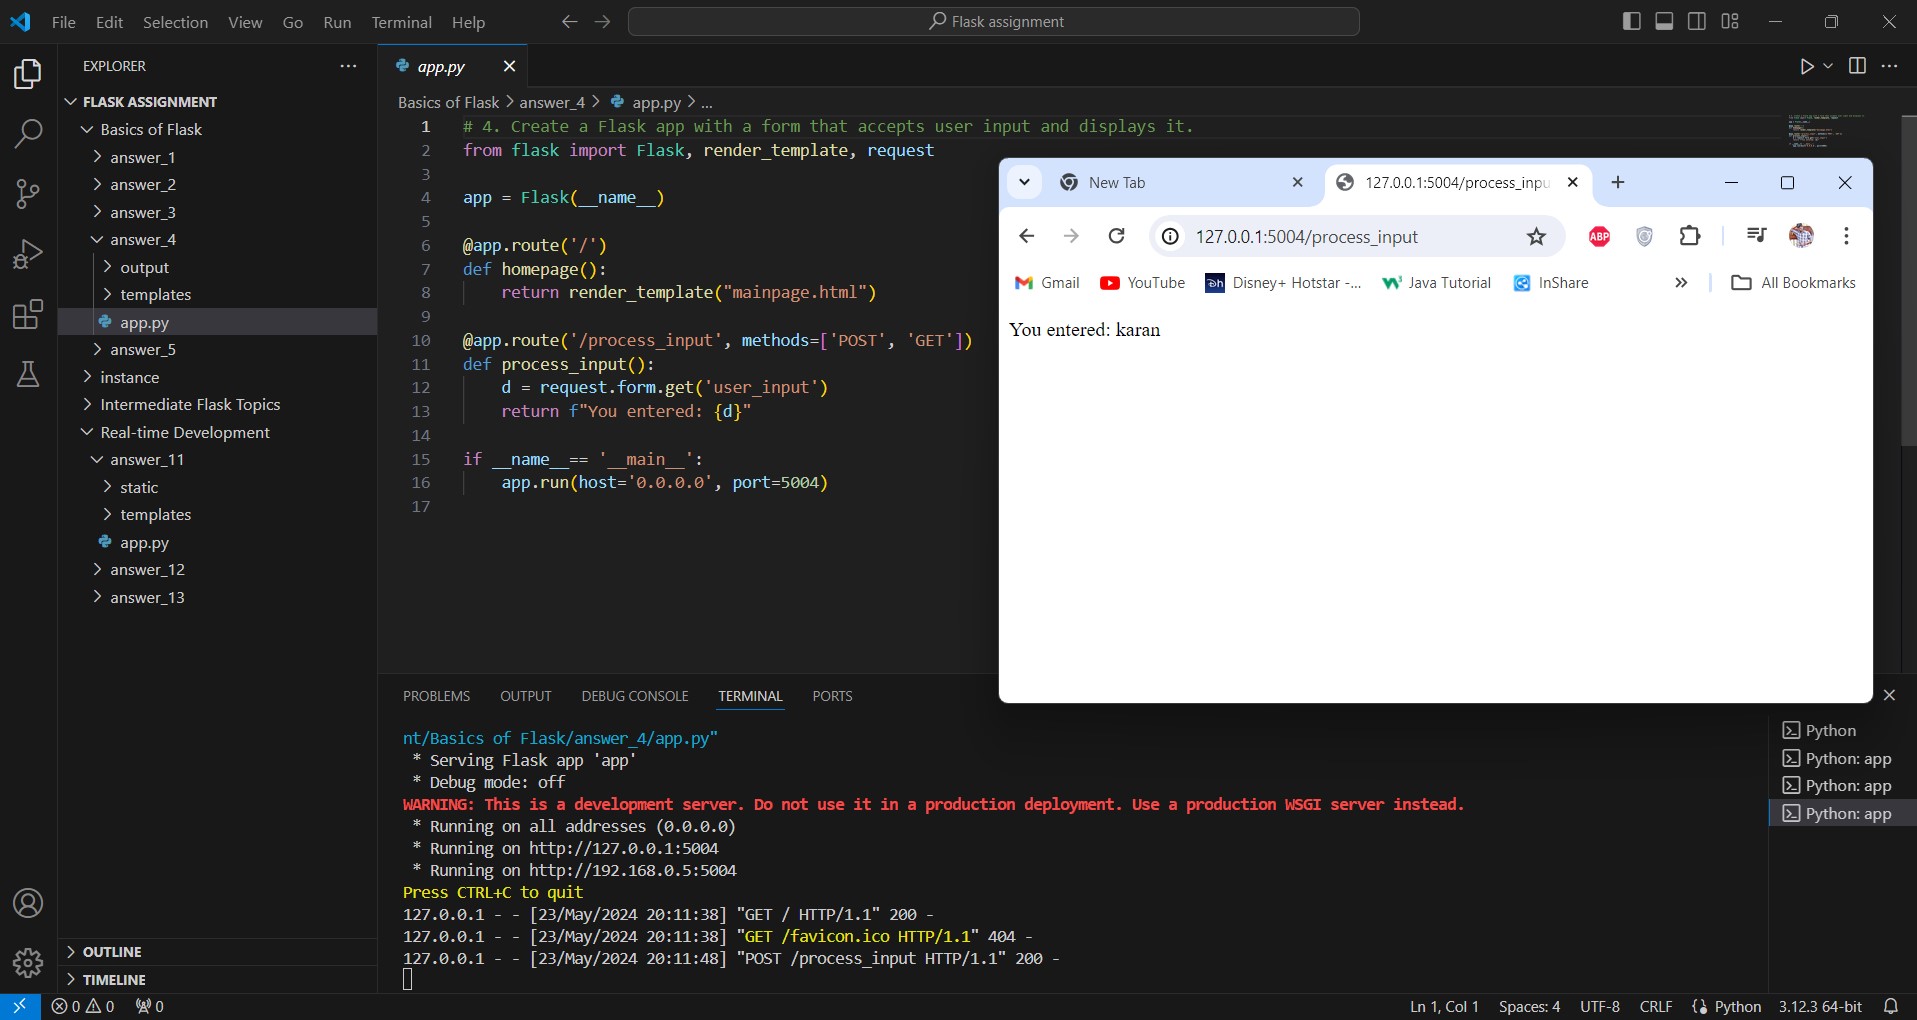 File Edit Selection View Go Run Terminal Help
Flask assignment
EXPLORER
FLASK ASSIGNMENT
Basics of Flask
answer_1
answer_2
answer_3
answer_4
output
templates
app.py
answer_5
instance
Intermediate Flask Topics
Real-time Development
answer_11
static
templates
app.py
answer_12
answer_13
OUTLINE
TIMELINE
app.py
Basics of Flask > answer_4 > app.py > ...
1 # 4. Create a Flask app with a form that accepts user input and displays it.
2 from flask import Flask, render_template, request
3
4 app = Flask(__name__)
5
6 @app.route('/')
7 def homepage():
8 return render_template("mainpage.html")
9
10 @app.route('/process_input', methods=['POST', 'GET'])
11 def process_input():
12 d = request.form.get('user_input')
13 return f"You entered: {d}"
14
15 if __name__== '__main__':
16 app.run(host='0.0.0.0', port=5004)
17
New Tab
127.0.0.1:5004/process_inpu
127.0.0.1:5004/process_input
ABP
Gmail YouTube Disney+ Hotstar -... Java Tutorial InShare » All Bookmarks
You entered: karan
PROBLEMS OUTPUT DEBUG CONSOLE TERMINAL PORTS
nt/Basics of Flask/answer_4/app.py"
* Serving Flask app 'app'
* Debug mode: off
WARNING: This is a development server. Do not use it in a production deployment. Use a production WSGI server instead.
* Running on all addresses (0.0.0.0)
* Running on http://127.0.0.1:5004
* Running on http://192.168.0.5:5004
Press CTRL+C to quit
127.0.0.1 - - [23/May/2024 20:11:38] "GET / HTTP/1.1" 200 -
127.0.0.1 - - [23/May/2024 20:11:38] "GET /favicon.ico HTTP/1.1" 404 -
127.0.0.1 - - [23/May/2024 20:11:48] "POST /process_input HTTP/1.1" 200 -
Python
Python: app
Python: app
Python: app
0 0 0
Ln 1, Col 1 Spaces: 4 UTF-8 CRLF Python 3.12.3 64-bit